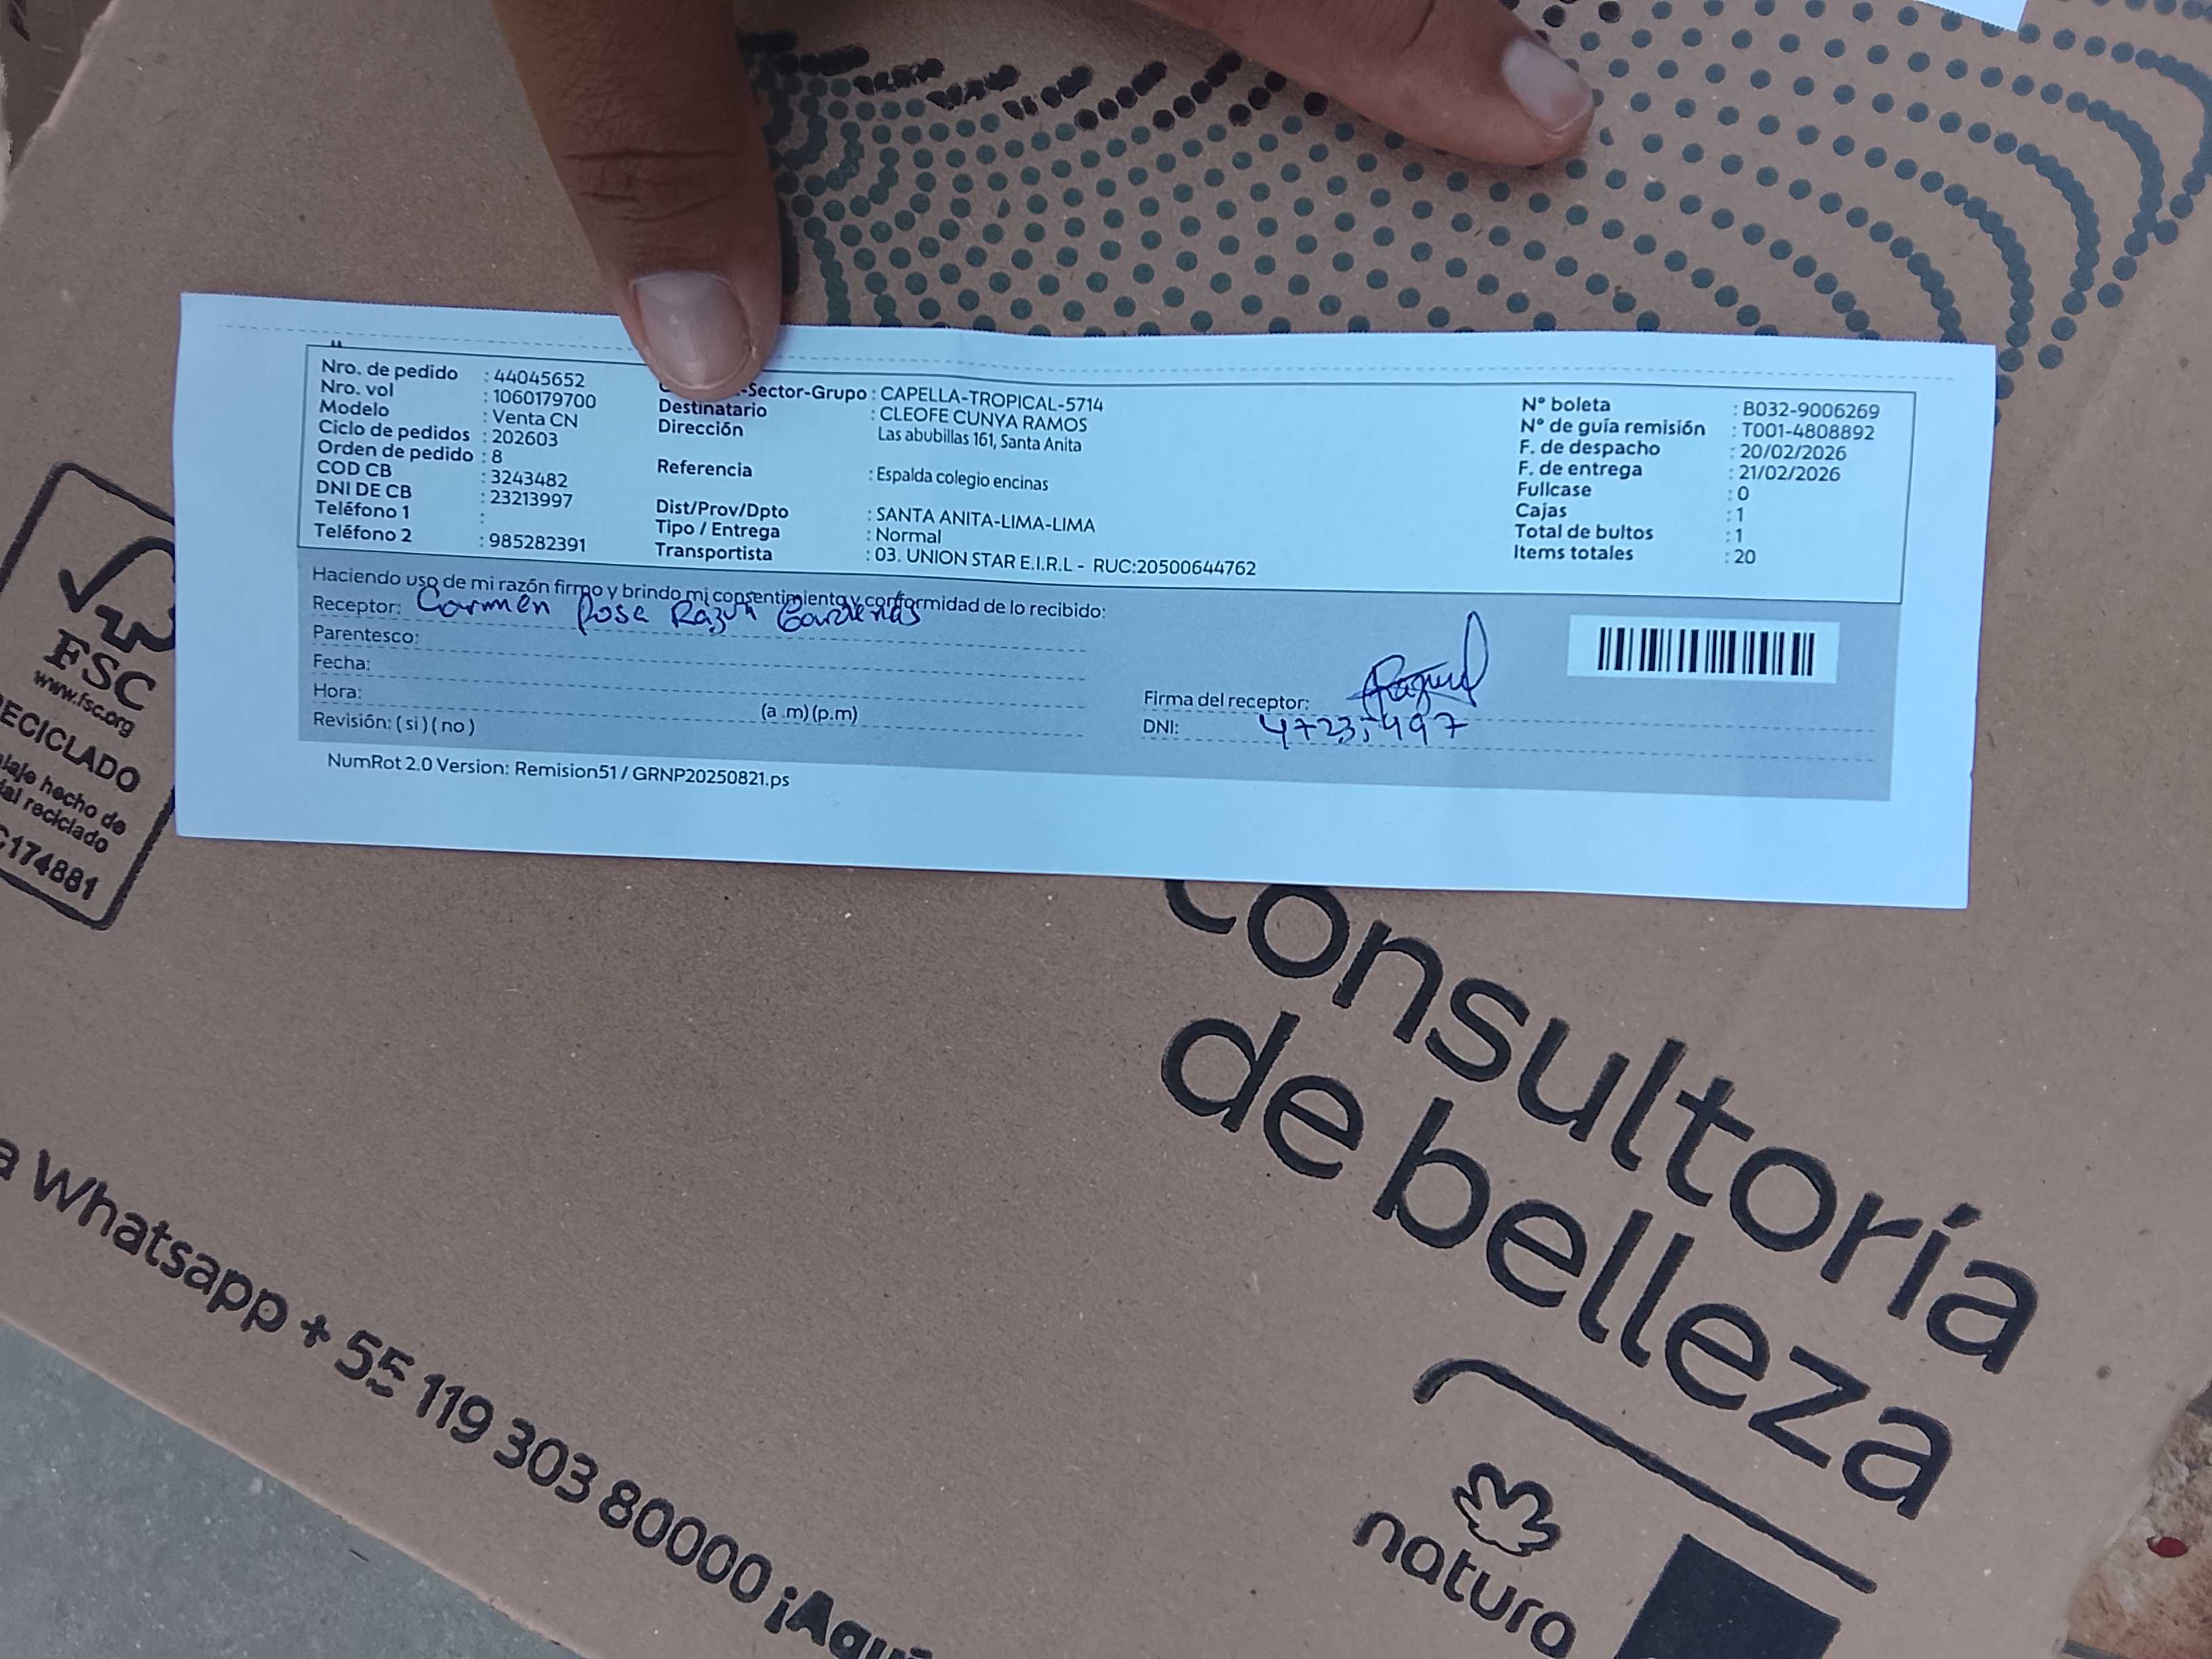 Nro. de pedido : 44045652
Nro. vol : 1060179700
Modelo : Venta CN
Ciclo de pedidos : 202603
Orden de pedido : 8
COD CB : 3243482
DNI DE CB : 23213997
Teléfono 1 :
Teléfono 2 : 985282391
-Sector-Grupo : CAPELLA-TROPICAL-5714
Destinatario : CLEOFE CUNYA RAMOS
Dirección Las abubillas 161, Santa Anita
Referencia : Espalda colegio encinas
Dist/Prov/Dpto : SANTA ANITA-LIMA-LIMA
Tipo / Entrega : Normal
Transportista : 03. UNION STAR E.I.R.L - RUC:20500644762
N° boleta : B032-9006269
N° de guía remisión : T001-4808892
F. de despacho : 20/02/2026
F. de entrega : 21/02/2026
Fullcase : 0
Cajas : 1
Total de bultos : 1
Items totales : 20
Haciendo uso de mi razón firmo y brindo mi consentimiento y conformidad de lo recibido:
Receptor: Carmen Rosa
Parentesco:
Fecha:
Hora: (a .m) (p.m)
Revisión: ( si ) ( no )
Firma del receptor:
DNI:
NumRot 2.0 Version: Remision51 / GRNP20250821.ps
FSC
www.fsc.org
RECICLADO
laje hecho de
ial reciclado
C174881
consultoría
de belleza
natura
a Whatsapp + 55 119 303 80000 ¡Aquí